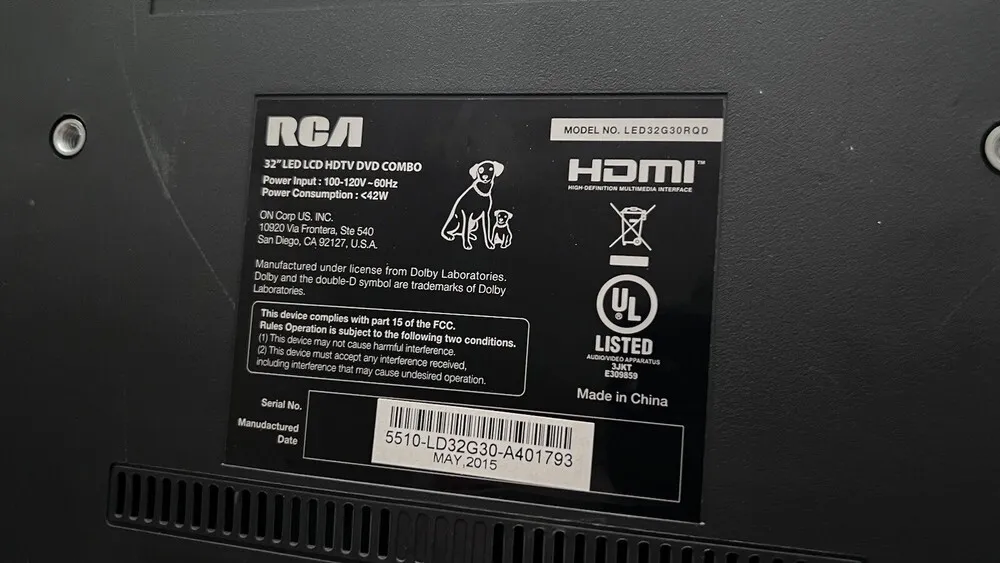 RCA
32" LED LCD HDTV DVD COMBO
Power Input : 100-120V ~ 60Hz
Power Consumption : <42W
ON Corp US. INC.
10920 Via Frontera, Ste 540
San Diego, CA 92127, U.S.A.
Manufactured under license from Dolby Laboratories.
Dolby and the double-D symbol are trademarks of Dolby
Laboratories.
This device complies with part 15 of the FCC.
Rules Operation is subject to the following two conditions.
(1) This device may not cause harmful interference.
(2) This device must accept any interference received,
including interference that may cause undesired operation.
MODEL NO. LED32G30RQD
HDMI™
HIGH-DEFINITION MULTIMEDIA INTERFACE
UL
®
LISTED
AUDIO/VIDEO APPARATUS
3JKT
E309859
Made in China
Serial No.
Manufactured
Date
5510-LD32G30-A401793
MAY,2015